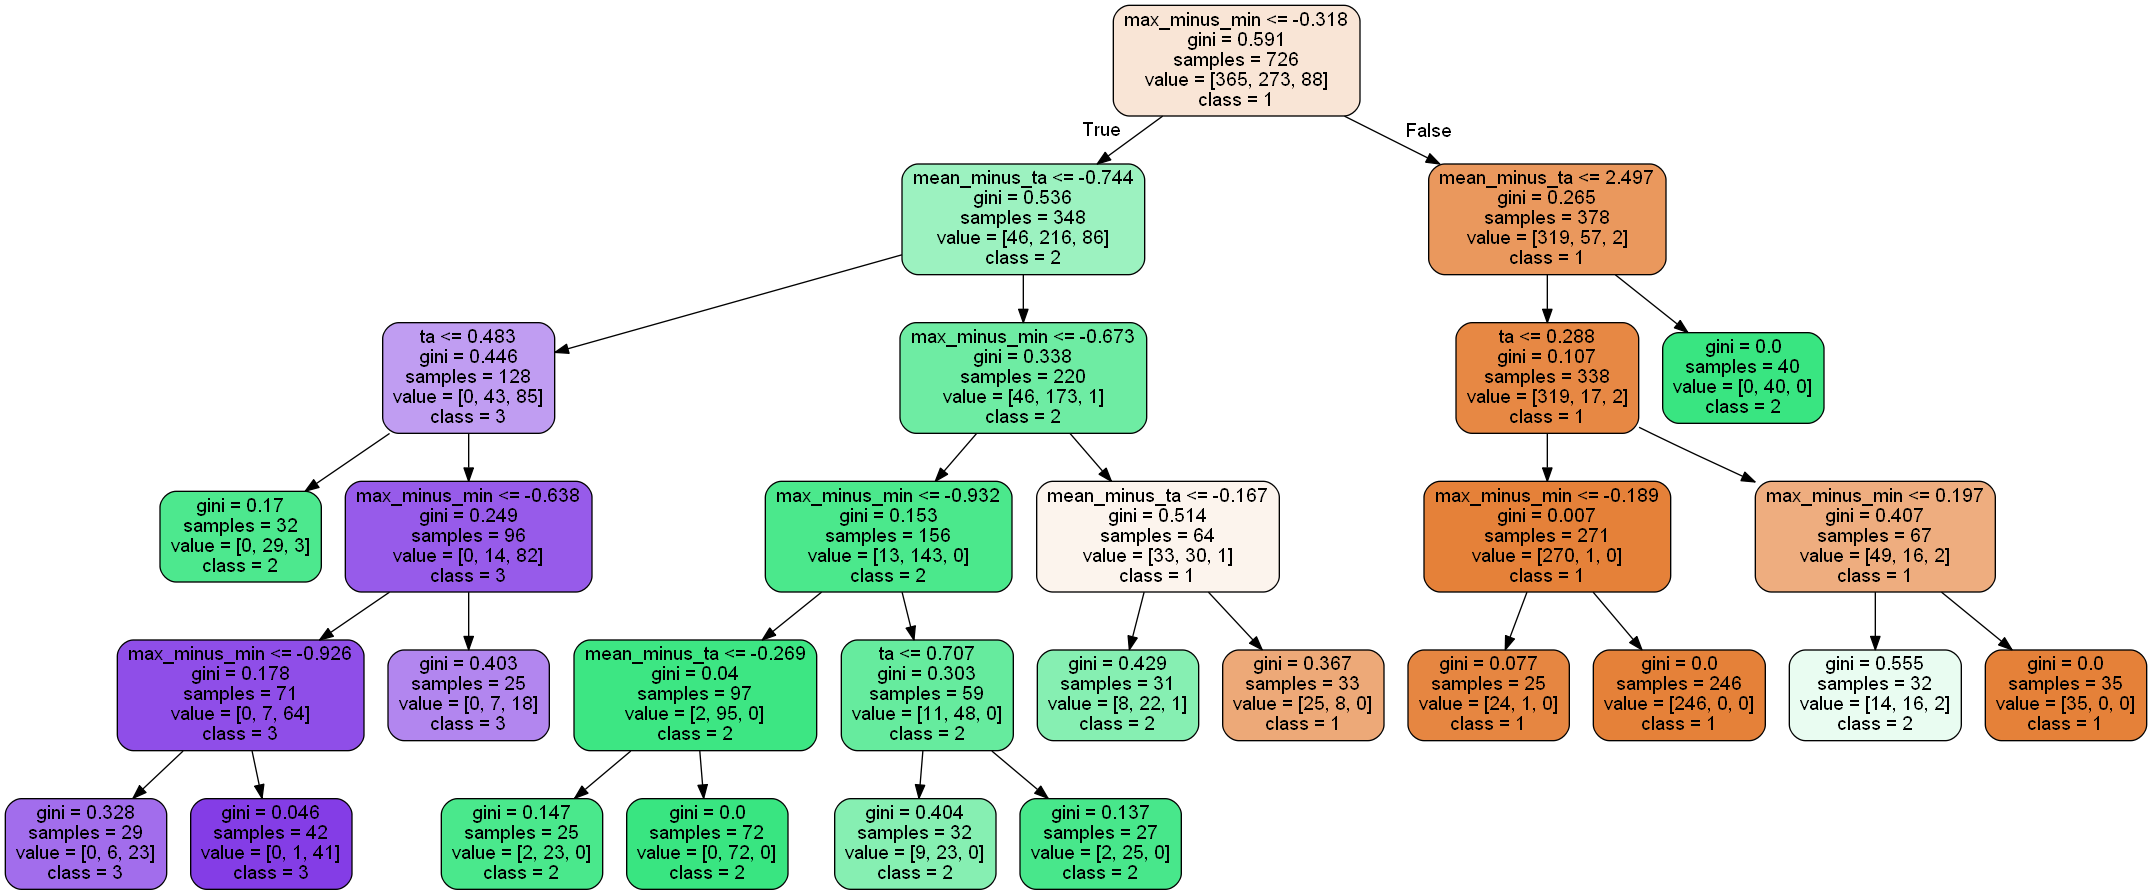 max_minus_min <= -0.318
gini = 0.591
samples = 726
value = [365, 273, 88]
class = 1
True
False
mean_minus_ta <= -0.744
gini = 0.536
samples = 348
value = [46, 216, 86]
class = 2
mean_minus_ta <= 2.497
gini = 0.265
samples = 378
value = [319, 57, 2]
class = 1
ta <= 0.483
gini = 0.446
samples = 128
value = [0, 43, 85]
class = 3
max_minus_min <= -0.673
gini = 0.338
samples = 220
value = [46, 173, 1]
class = 2
ta <= 0.288
gini = 0.107
samples = 338
value = [319, 17, 2]
class = 1
gini = 0.0
samples = 40
value = [0, 40, 0]
class = 2
gini = 0.17
samples = 32
value = [0, 29, 3]
class = 2
max_minus_min <= -0.638
gini = 0.249
samples = 96
value = [0, 14, 82]
class = 3
max_minus_min <= -0.932
gini = 0.153
samples = 156
value = [13, 143, 0]
class = 2
mean_minus_ta <= -0.167
gini = 0.514
samples = 64
value = [33, 30, 1]
class = 1
max_minus_min <= -0.189
gini = 0.007
samples = 271
value = [270, 1, 0]
class = 1
max_minus_min <= 0.197
gini = 0.407
samples = 67
value = [49, 16, 2]
class = 1
max_minus_min <= -0.926
gini = 0.178
samples = 71
value = [0, 7, 64]
class = 3
gini = 0.403
samples = 25
value = [0, 7, 18]
class = 3
mean_minus_ta <= -0.269
gini = 0.04
samples = 97
value = [2, 95, 0]
class = 2
ta <= 0.707
gini = 0.303
samples = 59
value = [11, 48, 0]
class = 2
gini = 0.429
samples = 31
value = [8, 22, 1]
class = 2
gini = 0.367
samples = 33
value = [25, 8, 0]
class = 1
gini = 0.077
samples = 25
value = [24, 1, 0]
class = 1
gini = 0.0
samples = 246
value = [246, 0, 0]
class = 1
gini = 0.555
samples = 32
value = [14, 16, 2]
class = 2
gini = 0.0
samples = 35
value = [35, 0, 0]
class = 1
gini = 0.328
samples = 29
value = [0, 6, 23]
class = 3
gini = 0.046
samples = 42
value = [0, 1, 41]
class = 3
gini = 0.147
samples = 25
value = [2, 23, 0]
class = 2
gini = 0.0
samples = 72
value = [0, 72, 0]
class = 2
gini = 0.404
samples = 32
value = [9, 23, 0]
class = 2
gini = 0.137
samples = 27
value = [2, 25, 0]
class = 2